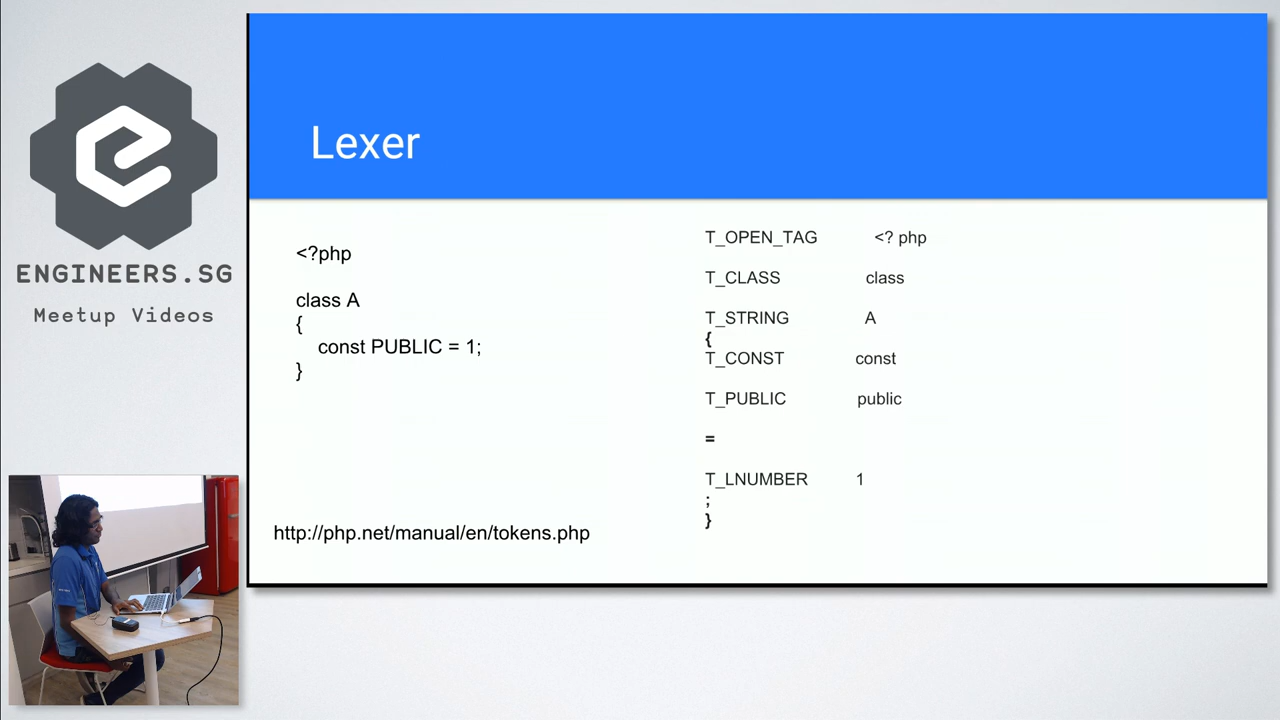 ENGINEERS.SG
Meetup Videos
Lexer
<?php
class A
{
const PUBLIC = 1;
}
http://php.net/manual/en/tokens.php
T_OPEN_TAG <? php
T_CLASS class
T_STRING A
{
T_CONST const
T_PUBLIC public
=
T_LNUMBER 1
;
}